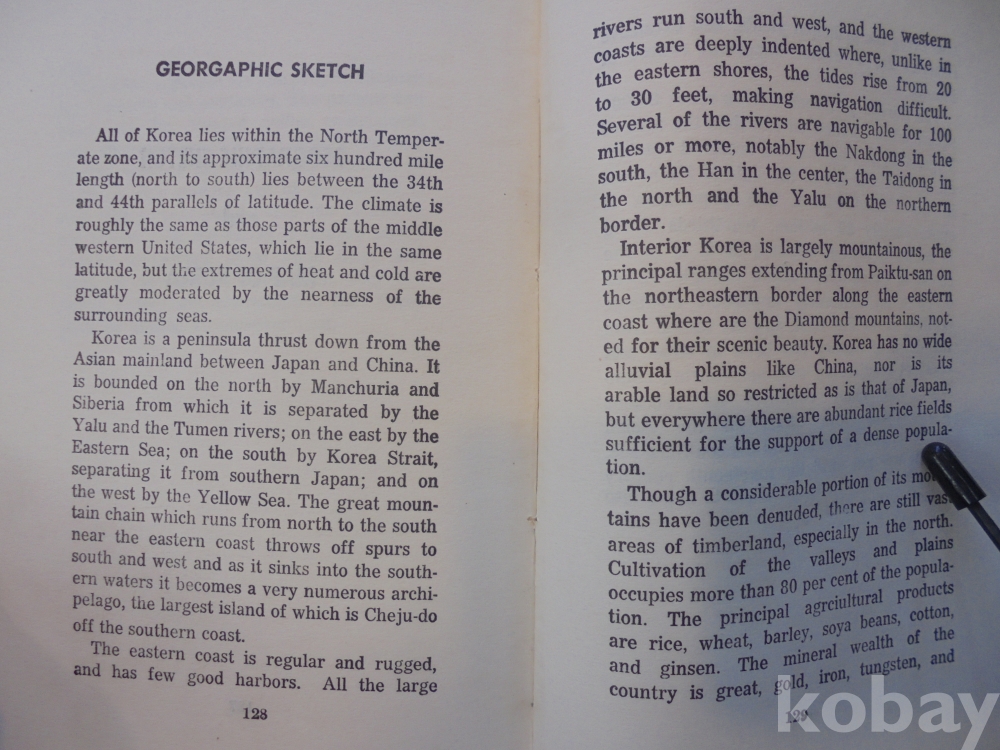 GEORGAPHIC SKETCH
All of Korea lies within the North Temper-
ate zone, and its approximate six hundred mile
length (north to south) lies between the 34th
and 44th parallels of latitude. The climate is
roughly the same as those parts of the middle
western United States, which lie in the same
latitude, but the extremes of heat and cold are
greatly moderated by the nearness of the
surrounding seas.
Korea is a peninsula thrust down from the
Asian mainland between Japan and China. It
is bounded on the north by Manchuria and
Siberia from which it is separated by the
Yalu and the Tumen rivers; on the east by the
Eastern Sea; on the south by Korea Strait,
separating it from southern Japan; and on
the west by the Yellow Sea. The great moun-
tain chain which runs from north to the south
near the eastern coast throws off spurs to
south and west and as it sinks into the south-
ern waters it becomes a very numerous archi-
pelago, the largest island of which is Cheju-do
off the southern coast.
The eastern coast is regular and rugged,
and has few good harbors. All the large
128
rivers run south and west, and the western
coasts are deeply indented where, unlike in
the eastern shores, the tides rise from 20
to 30 feet, making navigation difficult.
Several of the rivers are navigable for 100
miles or more, notably the Nakdong in the
south, the Han in the center, the Taidong in
the north and the Yalu on the northern
border.
Interior Korea is largely mountainous, the
principal ranges extending from Paiktu-san on
the northeastern border along the eastern
coast where are the Diamond mountains, not-
ed for their scenic beauty. Korea has no wide
alluvial plains like China, nor is its
arable land so restricted as is that of Japan,
but everywhere there are abundant rice fields
sufficient for the support of a dense popula-
tion.
Though a considerable portion of its
tains have been denuded, there are still vast
areas of timberland, especially in the north.
Cultivation of the valleys and plains
occupies more than 80 per cent of the popula-
tion. The principal agrciultural products
are rice, wheat, barley, soya beans, cotton,
and ginsen. The mineral wealth of the
country is great, gold, iron, tungsten, and
129
kobay